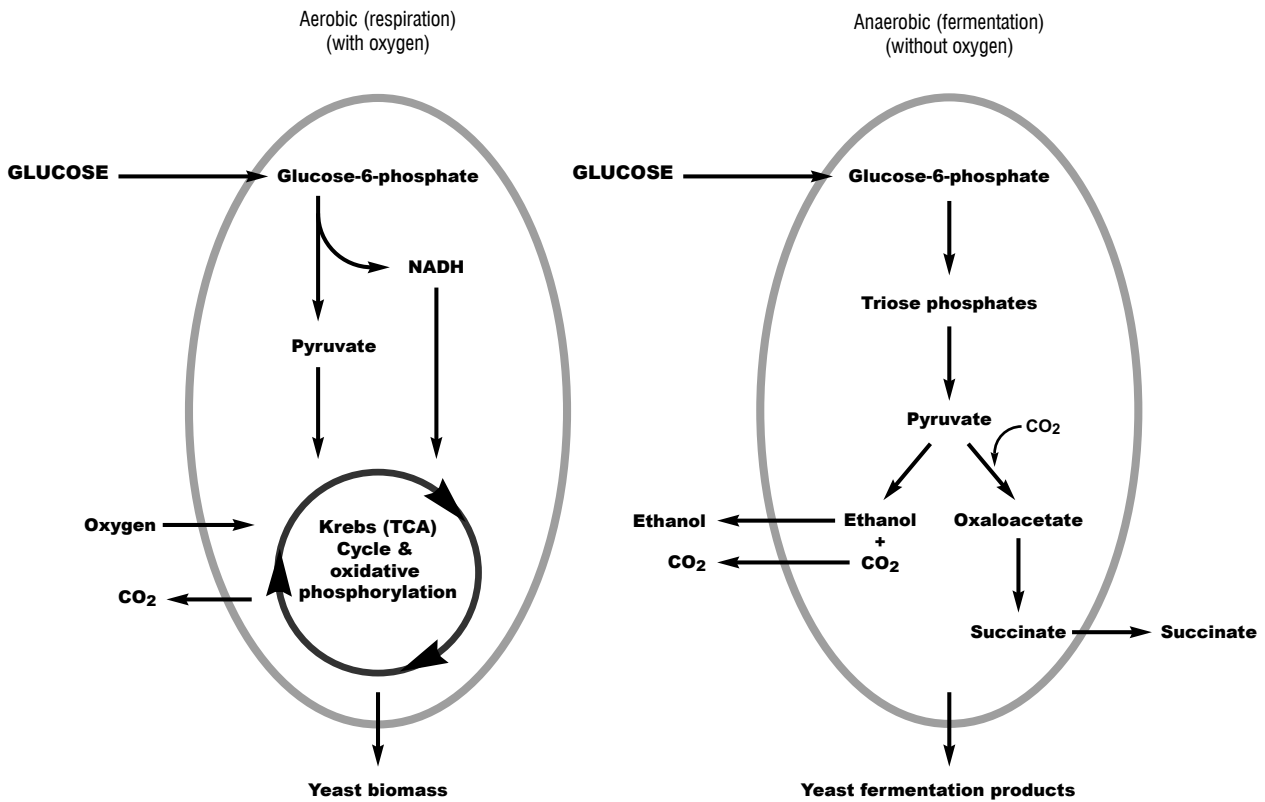 Aerobic (respiration)
(with oxygen)
GLUCOSE
Glucose-6-phosphate
NADH
Pyruvate
Oxygen
CO2
Krebs (TCA)
Cycle &
oxidative
phosphorylation
Yeast biomass
Anaerobic (fermentation)
(without oxygen)
GLUCOSE
Glucose-6-phosphate
Triose phosphates
Pyruvate
CO2
Ethanol
Ethanol
+
CO2
CO2
Oxaloacetate
Succinate
Succinate
Yeast fermentation products